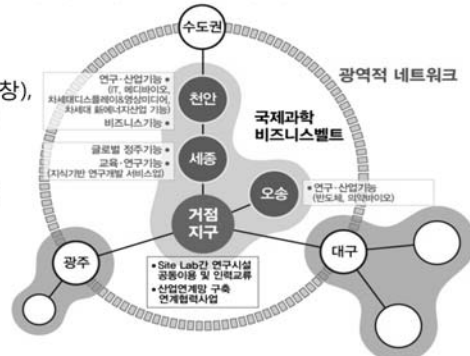 수도권
창),
광역적 네트워크
연구·산업기능
(IT, 메디바이오,
차세대디스플레이&영상미디어,
차세대 新에너지산업 기능)
비즈니스기능
천안
국제과학
비즈니스벨트
글로벌 정주기능
교육·연구기능
(지식기반 연구개발 서비스업)
세종
오송
• 연구·산업기능
(반도체, 의약바이오)
거점
지구
광주
대구
• Site Lab간 연구시설
공동이용 및 인력교류
• 산업연계망 구축
연계협력사업